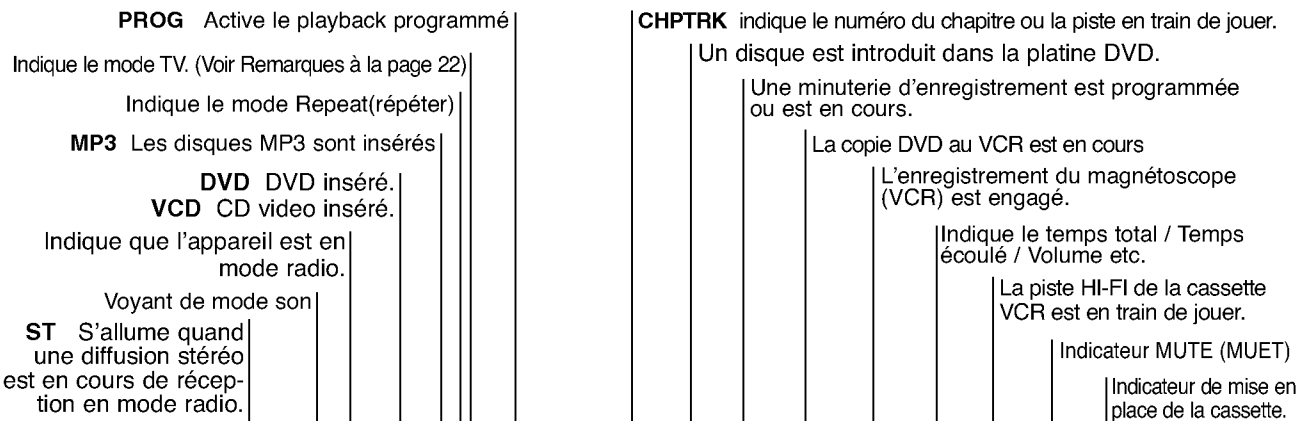 PROG Active le playback programmé
Indique le mode TV. (Voir Remarques à la page 22)
Indique le mode Repeat(répéter)
MP3 Les disques MP3 sont insérés
DVD DVD inséré.
VCD CD video inséré.
Indique que l'appareil est en
mode radio.
Voyant de mode son
ST S'allume quand
une diffusion stéréo
est en cours de récep-
tion en mode radio.
CHPTRK indique le numéro du chapitre ou la piste en train de jouer.
Un disque est introduit dans la platine DVD.
Une minuterie d'enregistrement est programmée
ou est en cours.
La copie DVD au VCR est en cours
L'enregistrement du magnétoscope
(VCR) est engagé.
Indique le temps total / Temps
écoulé / Volume etc.
La piste HI-FI de la cassette
VCR est en train de jouer.
Indicateur MUTE (MUET)
Indicateur de mise en
place de la cassette.